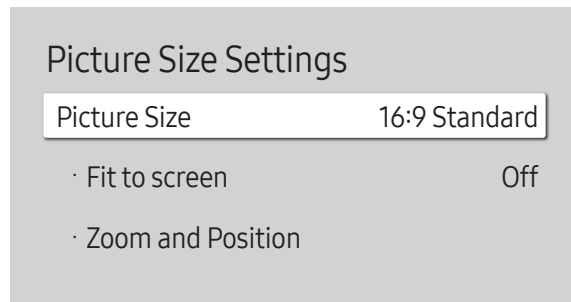 Picture Size Settings
Picture Size 16:9 Standard
· Fit to screen Off
· Zoom and Position